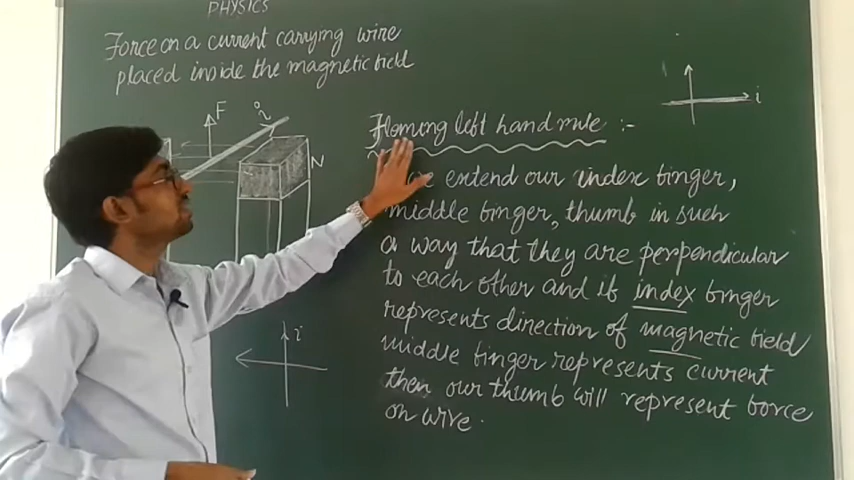 PHYSICS
Force on a current carrying wire
placed inside the magnetic field.
F
i
N
i
Fleming left hand rule :-
extend our index finger,
middle finger, thumb in such
a way that they are perpendicular
to each other and if index finger
represents direction of magnetic field
middle finger represents current
then our thumb will represent force
on wire.
i